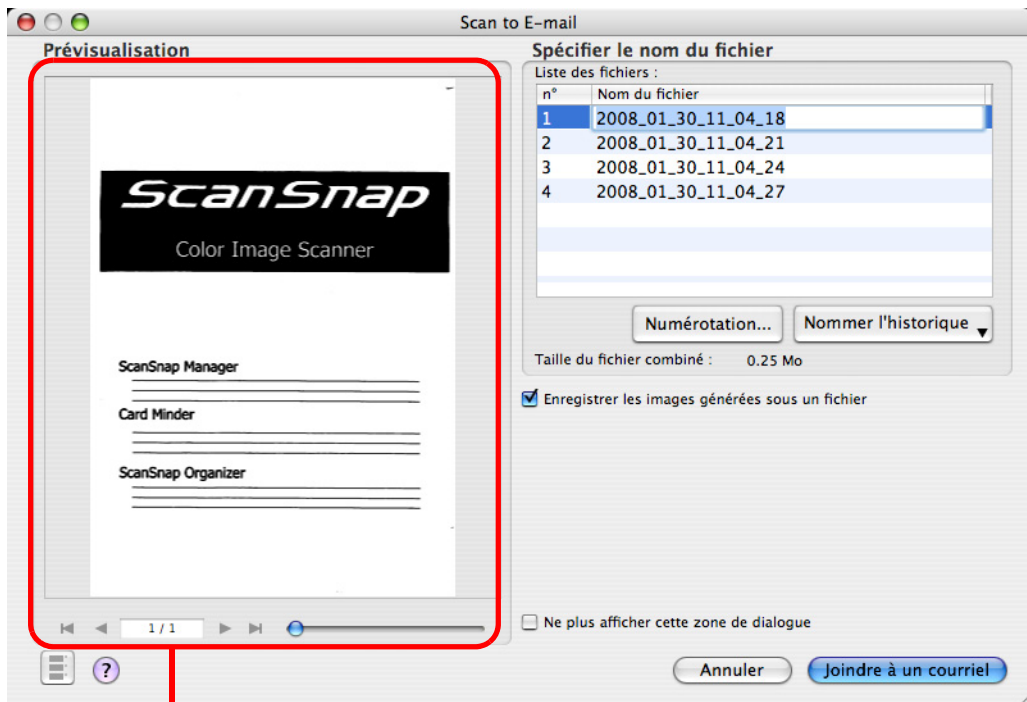 Scan to E-mail
Prévisualisation
ScanSnap
Color Image Scanner
ScanSnap Manager
Card Minder
ScanSnap Organizer
1 / 1
?
Spécifier le nom du fichier
Liste des fichiers :
n° Nom du fichier
1 2008_01_30_11_04_18
2 2008_01_30_11_04_21
3 2008_01_30_11_04_24
4 2008_01_30_11_04_27
Numérotation... Nommer l'historique
Taille du fichier combiné : 0.25 Mo
Enregistrer les images générées sous un fichier
Ne plus afficher cette zone de dialogue
Annuler Joindre à un courriel